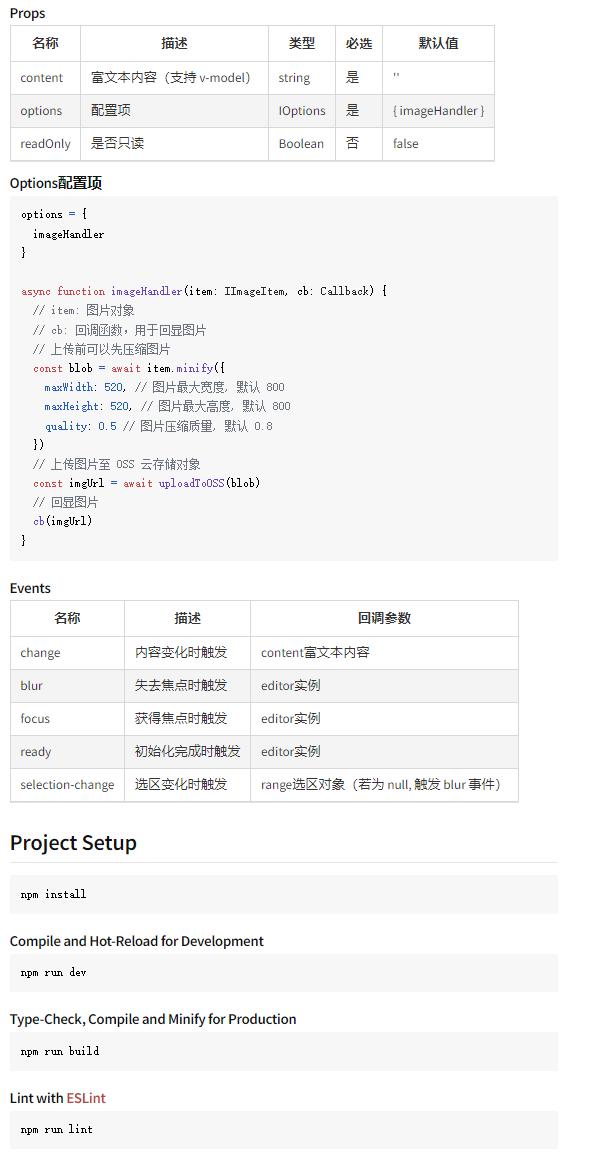 Props
名称 描述 类型 必选 默认值
content 富文本内容（支持 v-model） string 是 ''
options 配置项 IOptions 是 { imageHandler }
readOnly 是否只读 Boolean 否 false
Options配置项
options = {
  imageHandler
}
async function imageHandler(item: IImageItem, cb: Callback) {
  // item: 图片对象
  // cb: 回调函数，用于回显图片
  // 上传前可以先压缩图片
  const blob = await item.minify({
    maxWidth: 520, // 图片最大宽度, 默认 800
    maxHeight: 520, // 图片最大高度, 默认 800
    quality: 0.5 // 图片压缩质量, 默认 0.8
  })
  // 上传图片至 OSS 云存储对象
  const imgUrl = await uploadToOSS(blob)
  // 回显图片
  cb(imgUrl)
}
Events
名称 描述 回调参数
change 内容变化时触发 content富文本内容
blur 失去焦点时触发 editor实例
focus 获得焦点时触发 editor实例
ready 初始化完成时触发 editor实例
selection-change 选区变化时触发 range选区对象（若为 null, 触发 blur 事件）
Project Setup
npm install
Compile and Hot-Reload for Development
npm run dev
Type-Check, Compile and Minify for Production
npm run build
Lint with ESLint
npm run lint